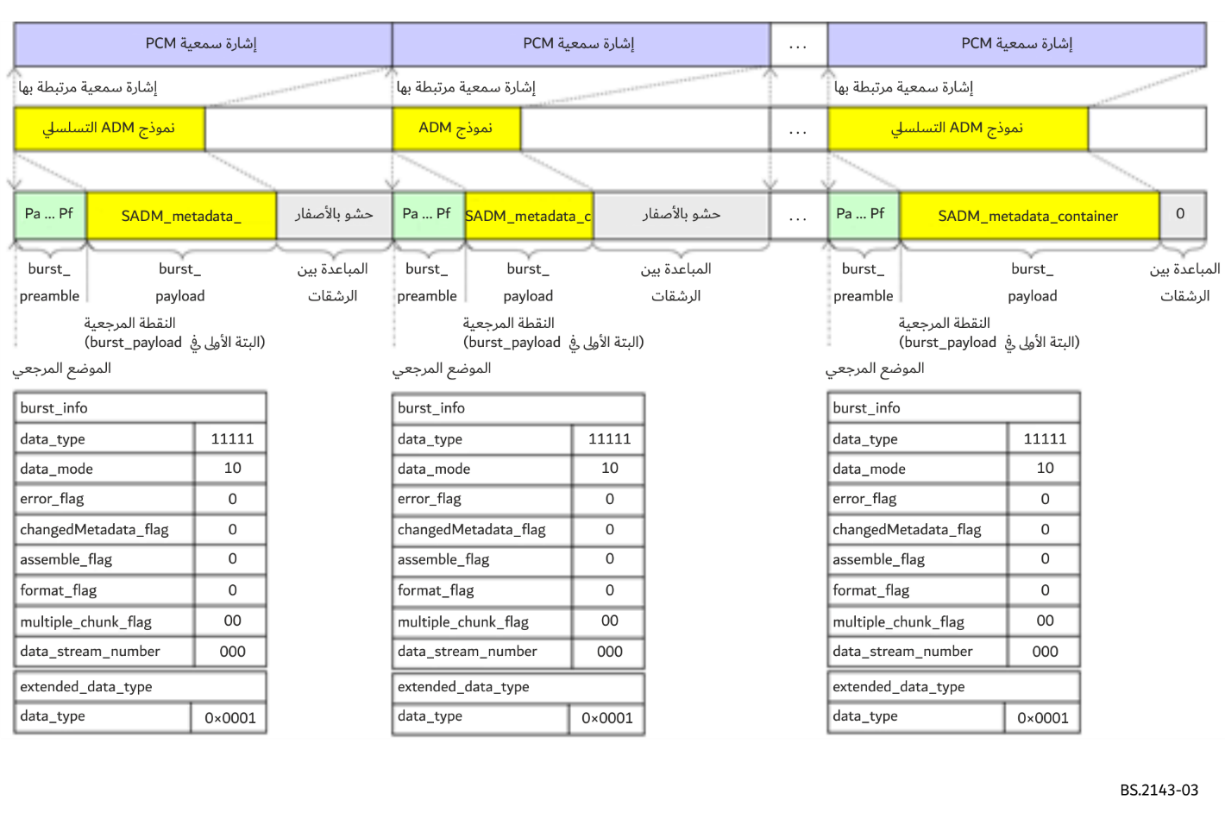 إشارة سمعية PCM
إشارة سمعية PCM
...
إشارة سمعية PCM
إشارة سمعية مرتبطة بها
إشارة سمعية مرتبطة بها
إشارة سمعية مرتبطة بها
نموذج ADM التسلسلي
نموذج ADM
...
نموذج ADM التسلسلي
Pa ... Pf
SADM_metadata_
حشو بالأصفار
Pa ... Pf
SADM_metadata_c
حشو بالأصفار
...
Pa ... Pf
SADM_metadata_container
0
burst_
preamble
burst_
payload
المباعدة بين
الرشقات
burst_
preamble
burst_
payload
المباعدة بين
الرشقات
burst_
preamble
burst_
payload
المباعدة بين
الرشقات
النقطة المرجعية
(البتة الأولى في burst_payload)
النقطة المرجعية
(البتة الأولى في burst_payload)
النقطة المرجعية
(البتة الأولى في burst_payload)
الموضع المرجعي
الموضع المرجعي
الموضع المرجعي
burst_info
data_type 11111
data_mode 10
error_flag 0
changedMetadata_flag 0
assemble_flag 0
format_flag 0
multiple_chunk_flag 00
data_stream_number 000
extended_data_type
data_type 0×0001
burst_info
data_type 11111
data_mode 10
error_flag 0
changedMetadata_flag 0
assemble_flag 0
format_flag 0
multiple_chunk_flag 00
data_stream_number 000
extended_data_type
data_type 0×0001
burst_info
data_type 11111
data_mode 10
error_flag 0
changedMetadata_flag 0
assemble_flag 0
format_flag 0
multiple_chunk_flag 00
data_stream_number 000
extended_data_type
data_type 0×0001
BS.2143-03